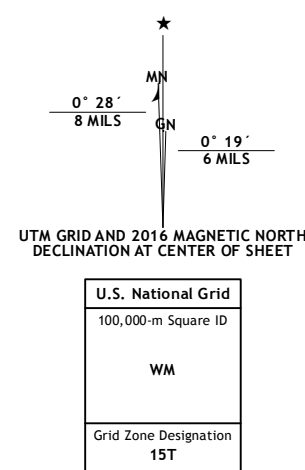 ★
MN
0° 28´
8 MILS
GN
0° 19´
6 MILS
UTM GRID AND 2016 MAGNETIC NORTH
DECLINATION AT CENTER OF SHEET
U.S. National Grid
100,000-m Square ID
WM
Grid Zone Designation
15T